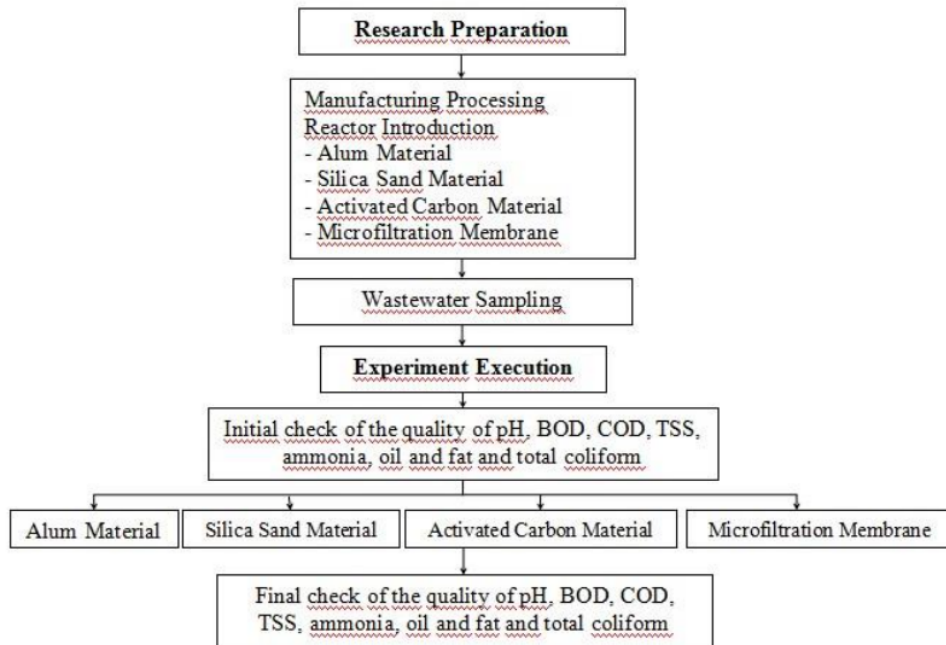 Research Preparation
Manufacturing Processing
Reactor Introduction
- Alum Material
- Silica Sand Material
- Activated Carbon Material
- Microfiltration Membrane
Wastewater Sampling
Experiment Execution
Initial check of the quality of pH, BOD, COD, TSS,
ammonia, oil and fat and total coliform
Alum Material
Silica Sand Material
Activated Carbon Material
Microfiltration Membrane
Final check of the quality of pH, BOD, COD,
TSS, ammonia, oil and fat and total coliform